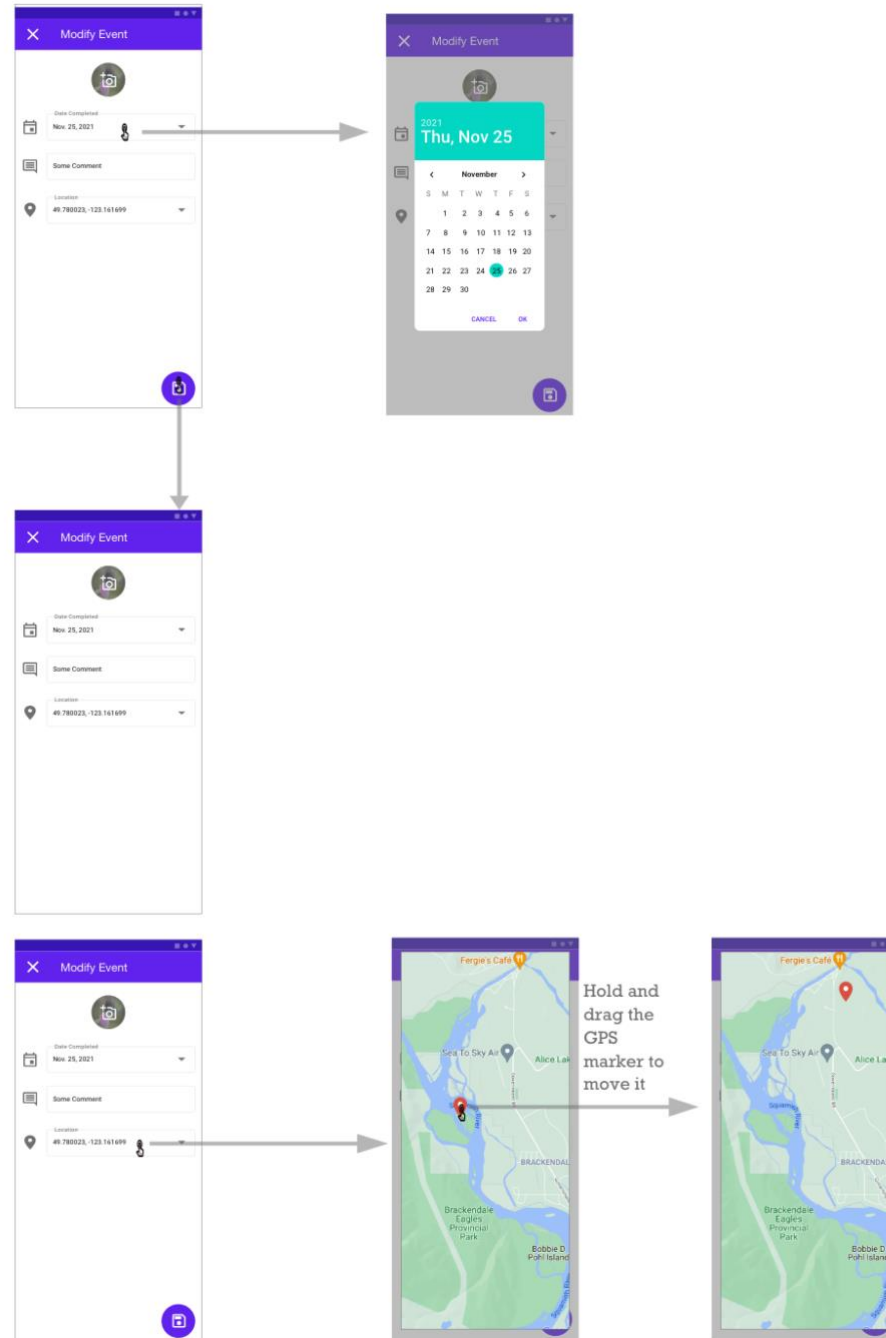 Modify Event
Date Completed
Nov. 25, 2021
Some Comment
Location
49.780023, -123.161699
Modify Event
2021
Thu, Nov 25
November
S M T W T F S
1 2 3 4 5 6
7 8 9 10 11 12 13
14 15 16 17 18 19 20
21 22 23 24 25 26 27
28 29 30
CANCEL OK
Modify Event
Date Completed
Nov. 25, 2021
Some Comment
Location
49.780023, -123.161699
Modify Event
Date Completed
Nov. 25, 2021
Some Comment
Location
49.780023, -123.161699
Fergie's Café
Sea To Sky Air
Alice Lak
River
BRACKENDAL
Brackendale
Eagles
Provincial
Park
Bobbie D
Pohl Island
Hold and
drag the
GPS
marker to
move it
Fergie's Café
Sea To Sky Air
Alice La
Squamish
River
BRACKENDA
Brackendale
Eagles
Provincial
Park
Bobbie D
Pohl Islan